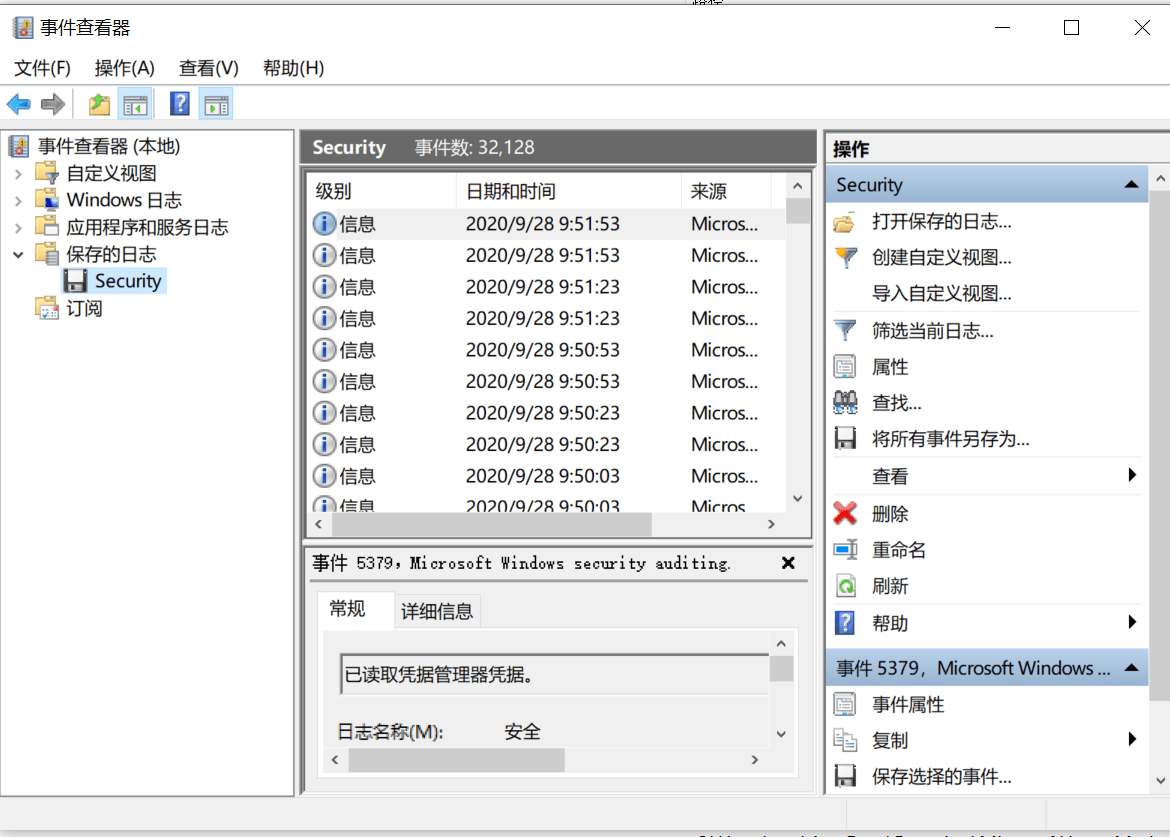 事件查看器
文件(F) 操作(A) 查看(V) 帮助(H)
事件查看器 (本地)
自定义视图
Windows 日志
应用程序和服务日志
保存的日志
Security
订阅
Security 事件数: 32,128
级别 日期和时间 来源
信息 2020/9/28 9:51:53 Micros...
信息 2020/9/28 9:51:53 Micros...
信息 2020/9/28 9:51:23 Micros...
信息 2020/9/28 9:51:23 Micros...
信息 2020/9/28 9:50:53 Micros...
信息 2020/9/28 9:50:53 Micros...
信息 2020/9/28 9:50:23 Micros...
信息 2020/9/28 9:50:23 Micros...
信息 2020/9/28 9:50:03 Micros...
信息 2020/9/28 9:50:03 Micros
事件 5379，Microsoft Windows security auditing.
常规 详细信息
已读取凭据管理器凭据。
日志名称(M): 安全
操作
Security
打开保存的日志...
创建自定义视图...
导入自定义视图...
筛选当前日志...
属性
查找...
将所有事件另存为...
查看
删除
重命名
刷新
帮助
事件 5379，Microsoft Windows ...
事件属性
复制
保存选择的事件...